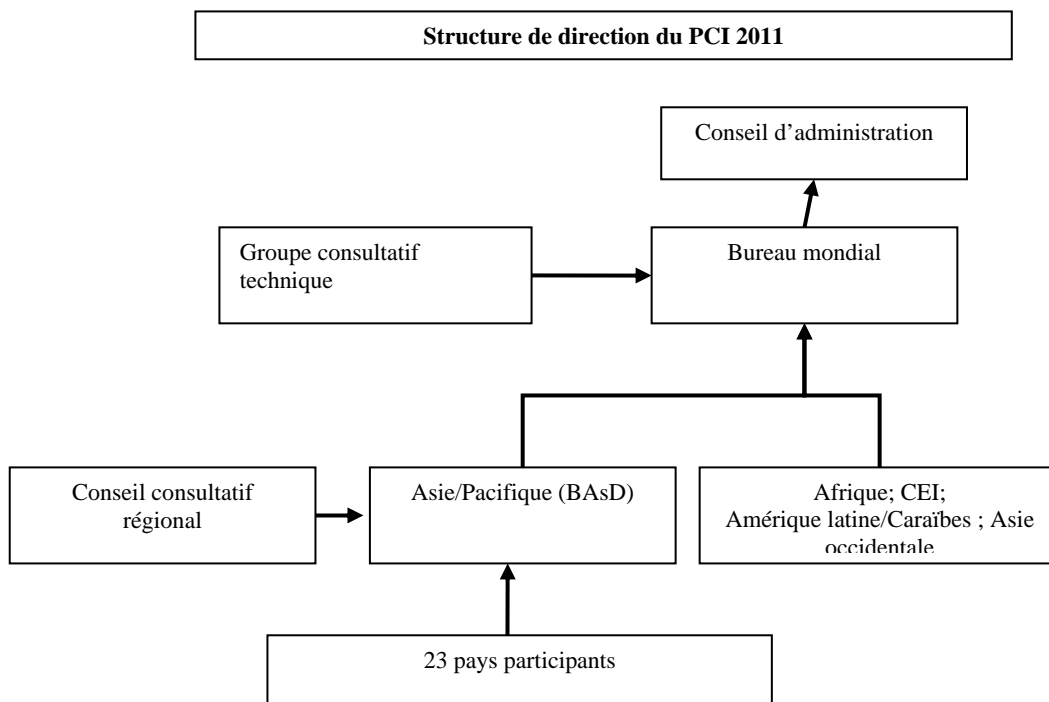 Structure de direction du PCI 2011
Conseil d’administration
Groupe consultatif
technique
Bureau mondial
Conseil consultatif
régional
Asie/Pacifique (BAsD)
Afrique; CEI;
Amérique latine/Caraïbes ; Asie
occidentale
23 pays participants